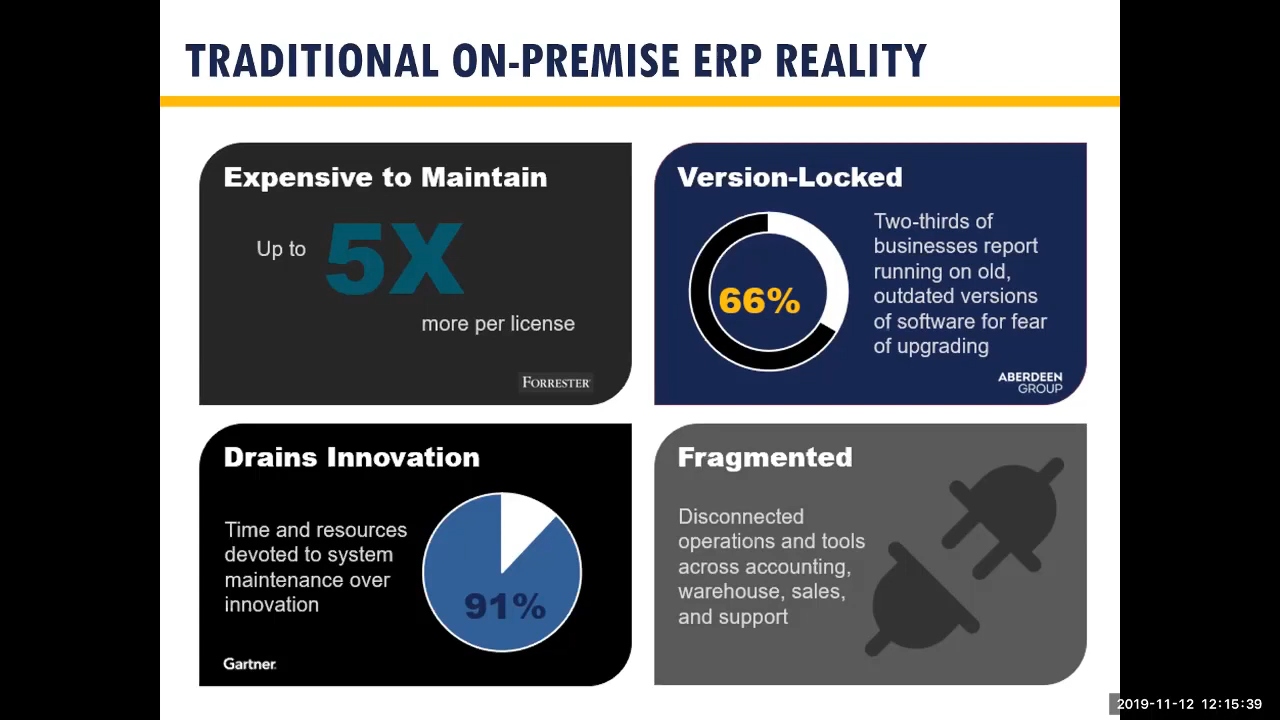 TRADITIONAL ON-PREMISE ERP REALITY
Expensive to Maintain
Up to 5X
more per license
FORRESTER
Version-Locked
66%
Two-thirds of
businesses report
running on old,
outdated versions
of software for fear
of upgrading
ABERDEEN
GROUP
Drains Innovation
Time and resources
devoted to system
maintenance over
innovation
91%
Gartner
Fragmented
Disconnected
operations and tools
across accounting,
warehouse, sales,
and support
2019-11-12 12:15:39